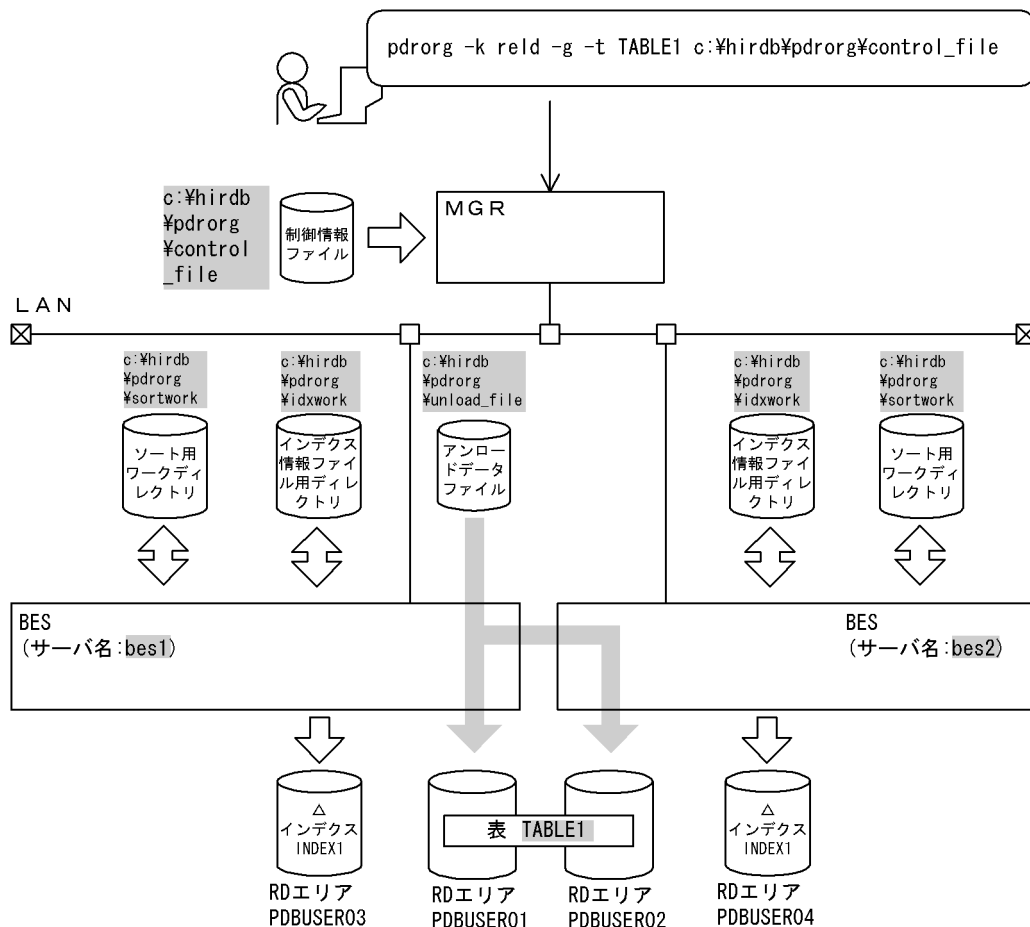 pdrorg -k reld -g -t TABLE1 c:¥hirdb¥pdrorg¥control_file
c:¥hirdb
¥pdrorg
¥control
_file
制御情報
ファイル
MGR
LAN
c:¥hirdb
¥pdrorg
¥sortwork
c:¥hirdb
¥pdrorg
¥idxwork
c:¥hirdb
¥pdrorg
¥unload_file
c:¥hirdb
¥pdrorg
¥idxwork
c:¥hirdb
¥pdrorg
¥sortwork
ソート用
ワークディ
レクトリ
インデクス
情報ファイ
ル用ディレ
クトリ
アンロー
ドデータ
ファイル
インデクス
情報ファイ
ル用ディレ
クトリ
ソート用
ワークディ
レクトリ
BES
(サーバ名:bes1)
BES
(サーバ名:bes2)
△
インデクス
INDEX1
表 TABLE1
△
インデクス
INDEX1
RDエリア
PDBUSER03
RDエリア
PDBUSER01
RDエリア
PDBUSER02
RDエリア
PDBUSER04